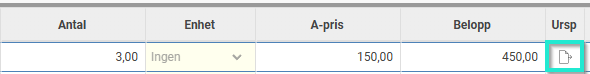 Antal Enhet A-pris Belopp Ursp
3,00 Ingen 150,00 450,00